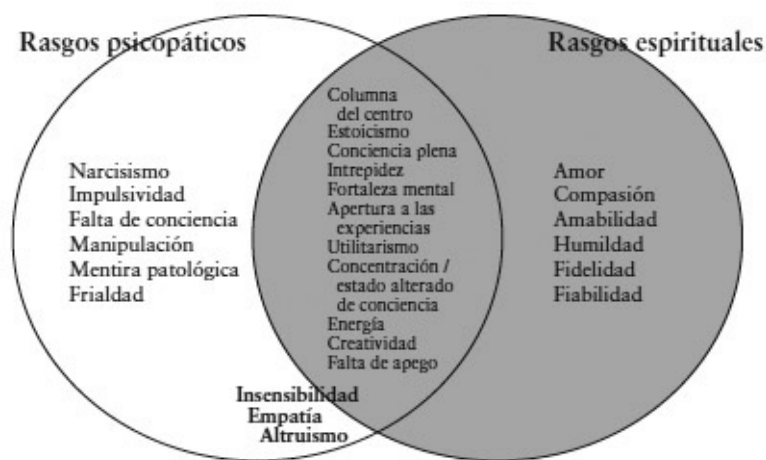 Rasgos psicopáticos
Rasgos espirituales
Narcisismo
Impulsividad
Falta de conciencia
Manipulación
Mentira patológica
Frialdad
Columna
del centro
Estoicismo
Conciencia plena
Intrepidez
Fortaleza mental
Apertura a las
experiencias
Utilitarismo
Concentración /
estado alterado
de conciencia
Energía
Creatividad
Falta de apego
Amor
Compasión
Amabilidad
Humildad
Fidelidad
Fiabilidad
Insensibilidad
Empatía
Altruismo